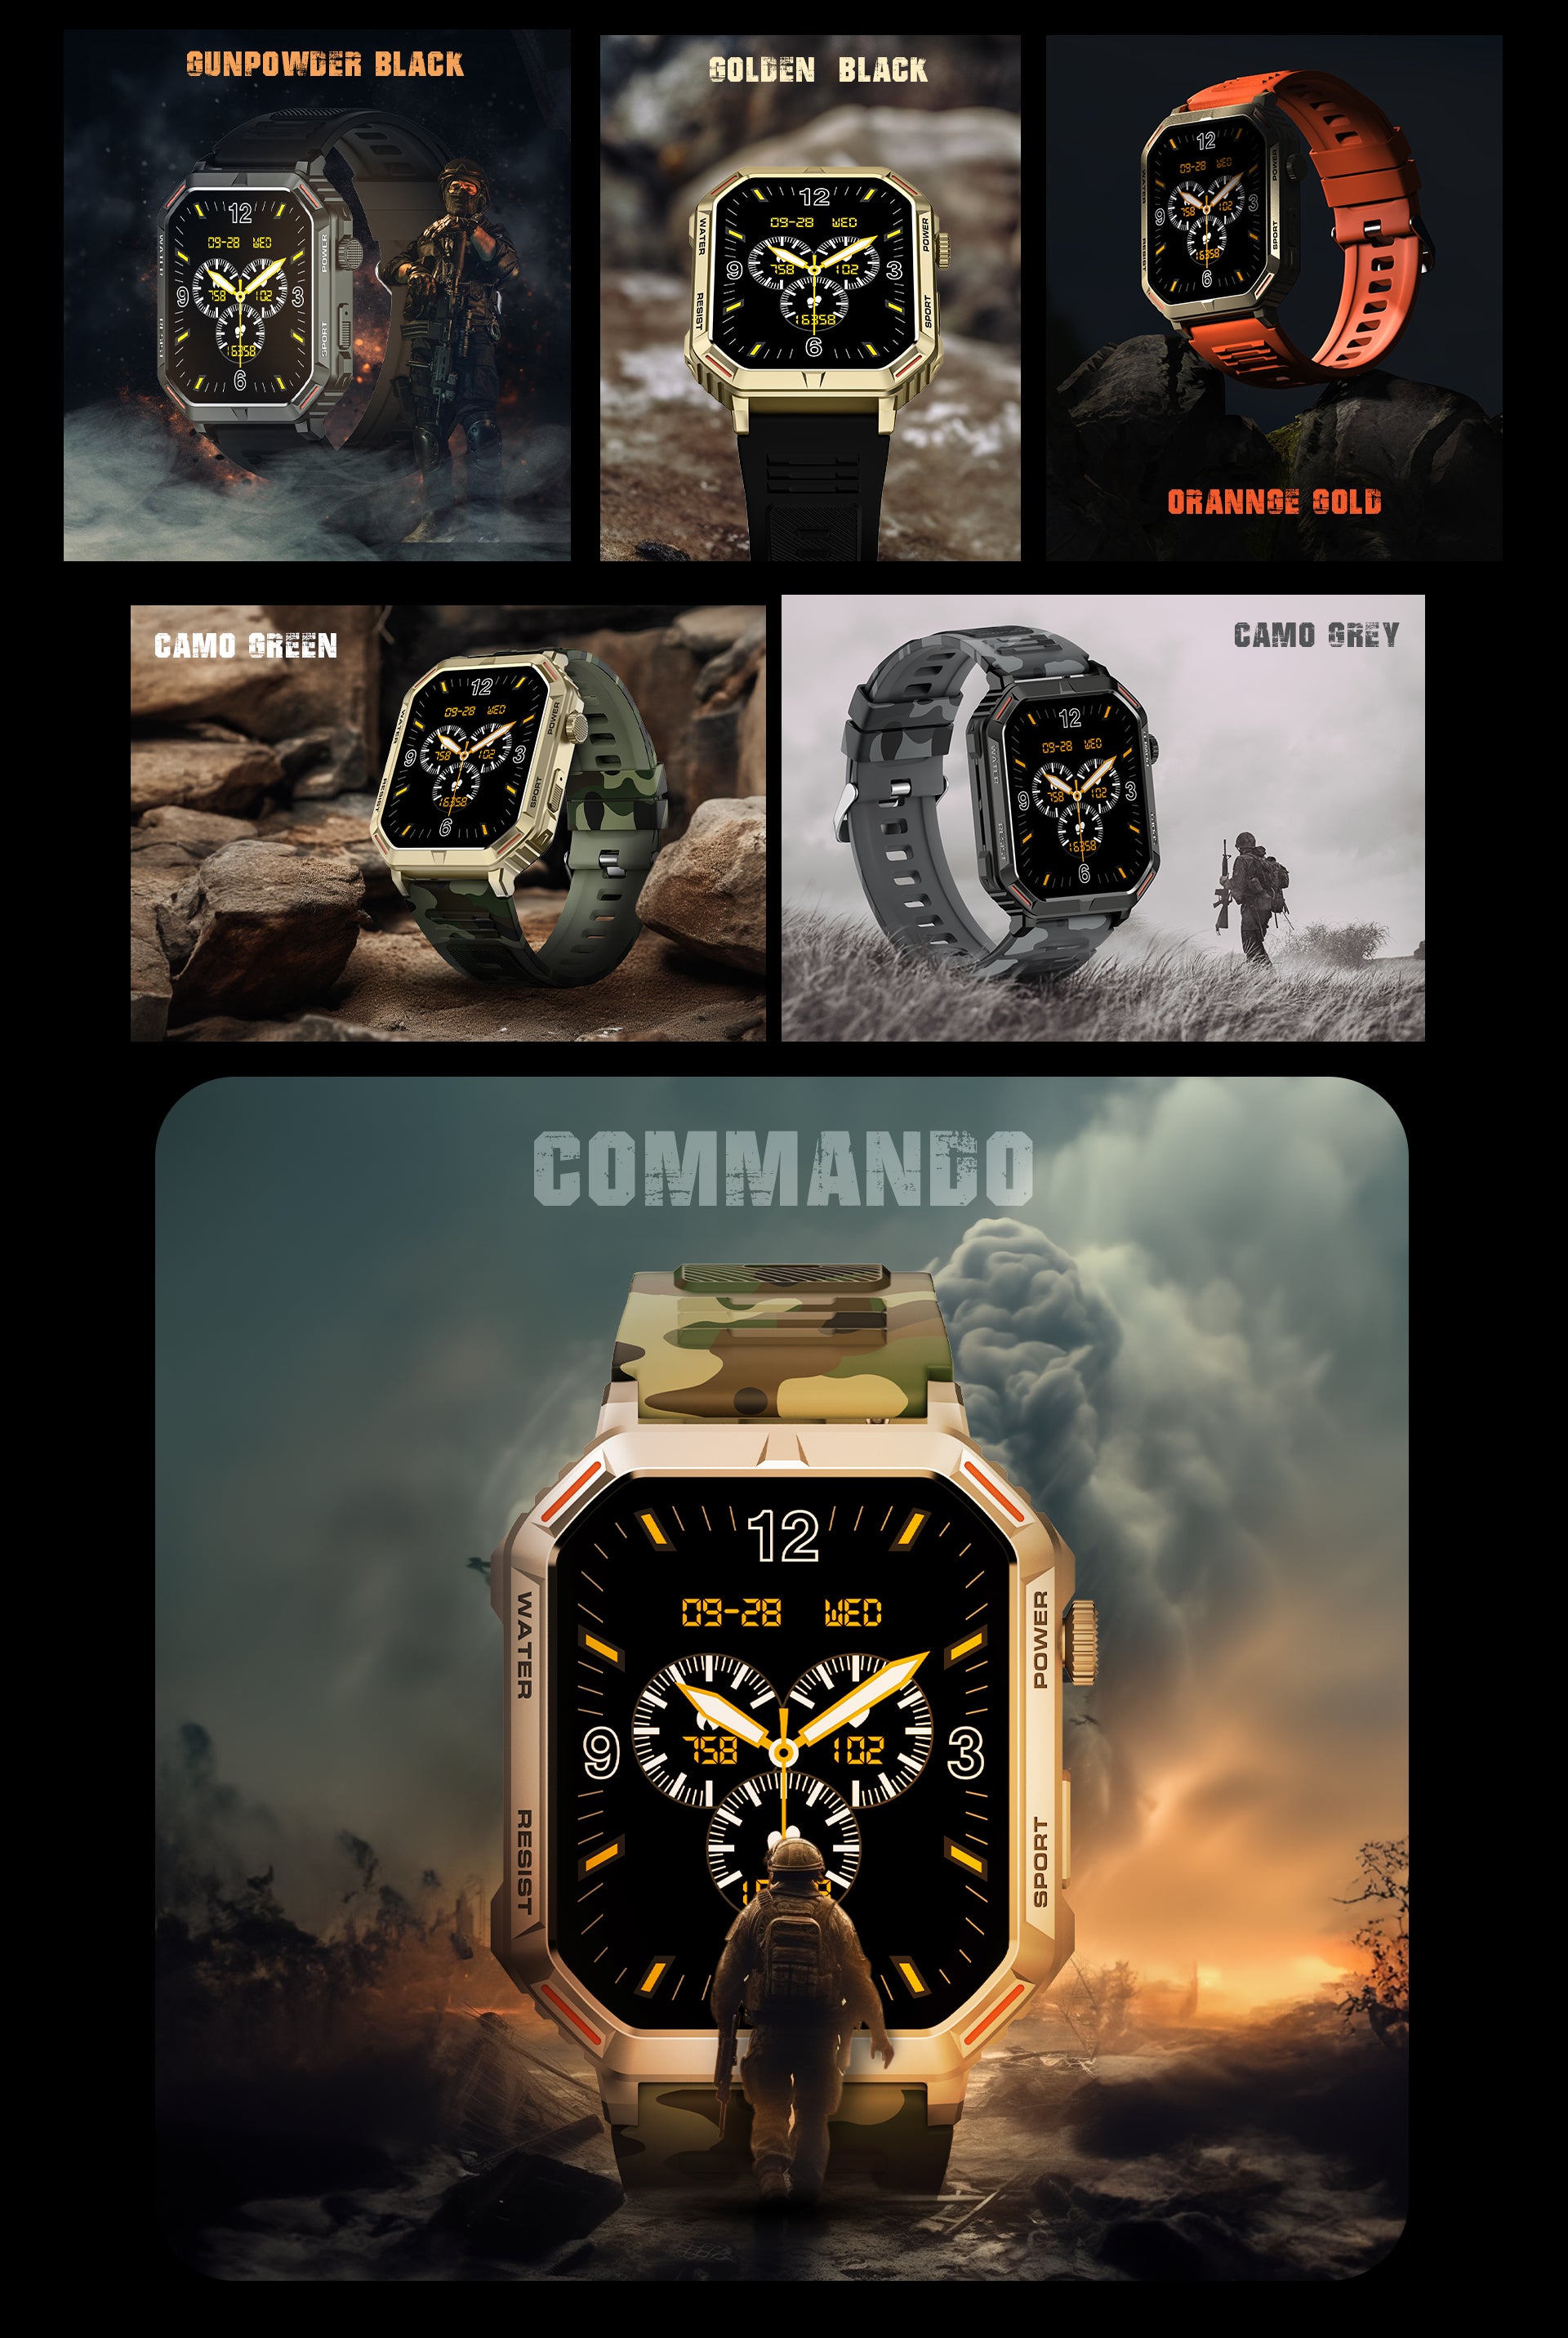 GUNPOWDER BLACK
12
09-28 WED
9 758 102 3
16358
6
POWER
SPORT
GOLDEN BLACK
12
09-28 WED
9 758 102 3
16358
6
WATER
RESIST
POWER
SPORT
12
09-28 WED
9 758 102 3
16358
6
WATER
RESIST
POWER
SPORT
ORANNGE GOLD
CAMO GREEN
12
09-28 WED
9 758 102 3
16358
6
WATER
RESIST
POWER
SPORT
CAMO GREY
12
09-28 WED
9 758 102 3
16358
6
WATER
RESIST
COMMANDO
12
09-28 WED
9 758 102 3
WATER
RESIST
POWER
SPORT